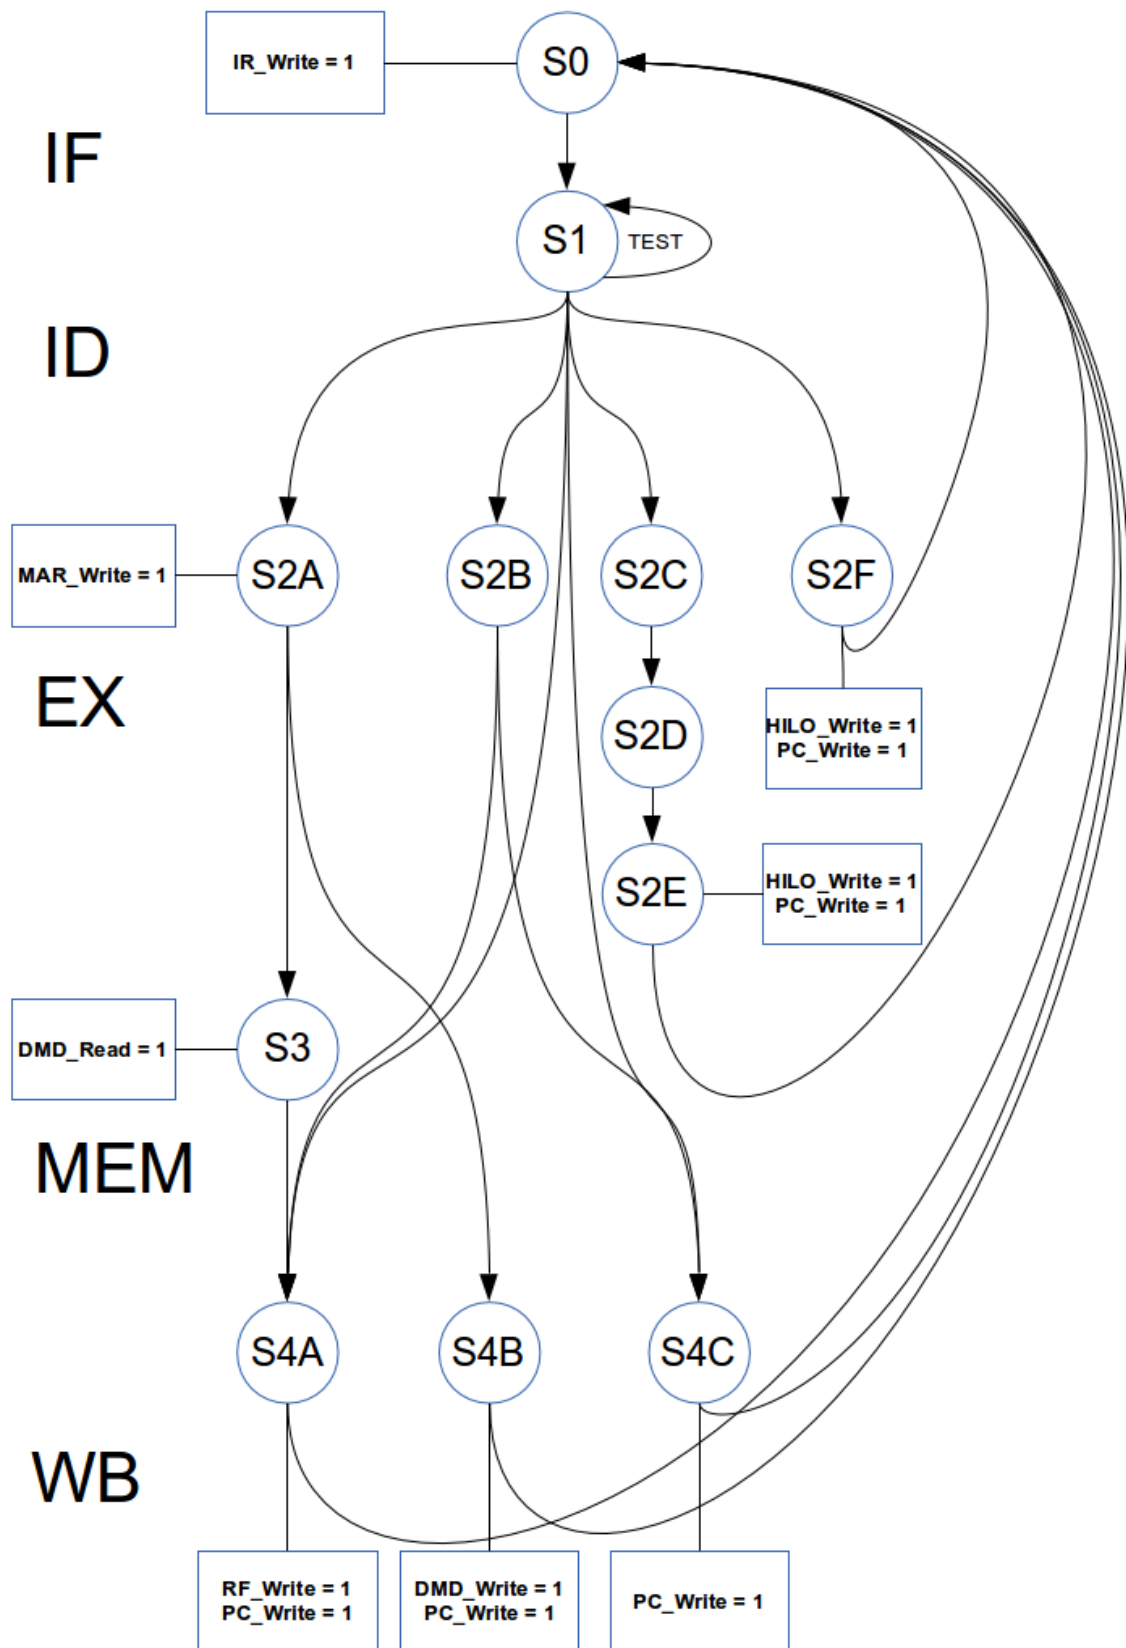 IR_Write = 1
S0
IF
S1
TEST
ID
MAR_Write = 1
S2A
S2B
S2C
S2F
EX
S2D
HILO_Write = 1
PC_Write = 1
S2E
HILO_Write = 1
PC_Write = 1
DMD_Read = 1
S3
MEM
S4A
S4B
S4C
WB
RF_Write = 1
PC_Write = 1
DMD_Write = 1
PC_Write = 1
PC_Write = 1